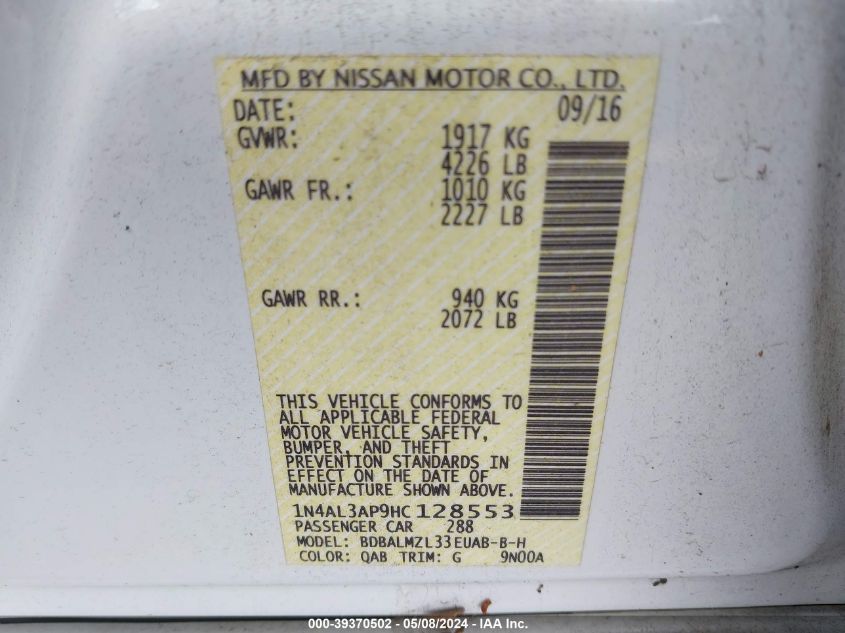 MFD BY NISSAN MOTOR CO., LTD.
DATE: 09/16
GVWR: 1917 KG
4226 LB
GAWR FR.: 1010 KG
2227 LB
GAWR RR.: 940 KG
2072 LB
THIS VEHICLE CONFORMS TO
ALL APPLICABLE FEDERAL
MOTOR VEHICLE SAFETY,
BUMPER, AND THEFT
PREVENTION STANDARDS IN
EFFECT ON THE DATE OF
MANUFACTURE SHOWN ABOVE.
1N4AL3AP9HC 128553
PASSENGER CAR 288
MODEL: BDBALMZL33EUAB-B-H
COLOR: QAB TRIM: G 9N00A
000-39370502 - 05/08/2024 - IAA Inc.